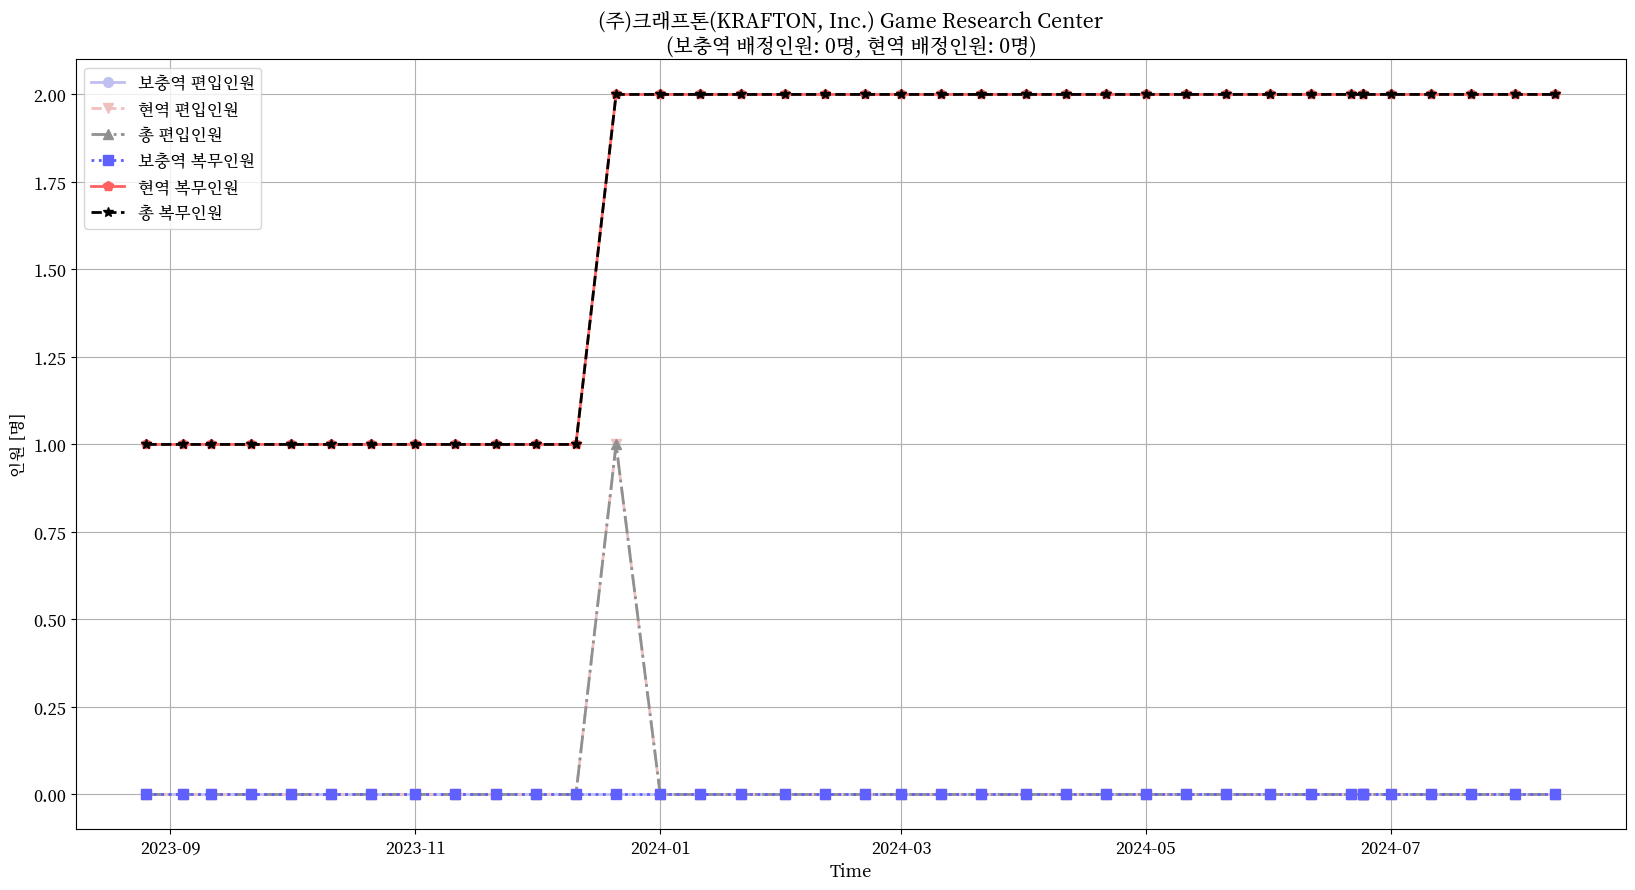 (주)크래프톤(KRAFTON, Inc.) Game Research Center
(보충역 배정인원: 0명, 현역 배정인원: 0명)
보충역 편입인원
현역 편입인원
총 편입인원
보충역 복무인원
현역 복무인원
총 복무인원
인원 [명]
2.00
1.75
1.50
1.25
1.00
0.75
0.50
0.25
0.00
2023-09 2023-11 2024-01 2024-03 2024-05 2024-07
Time